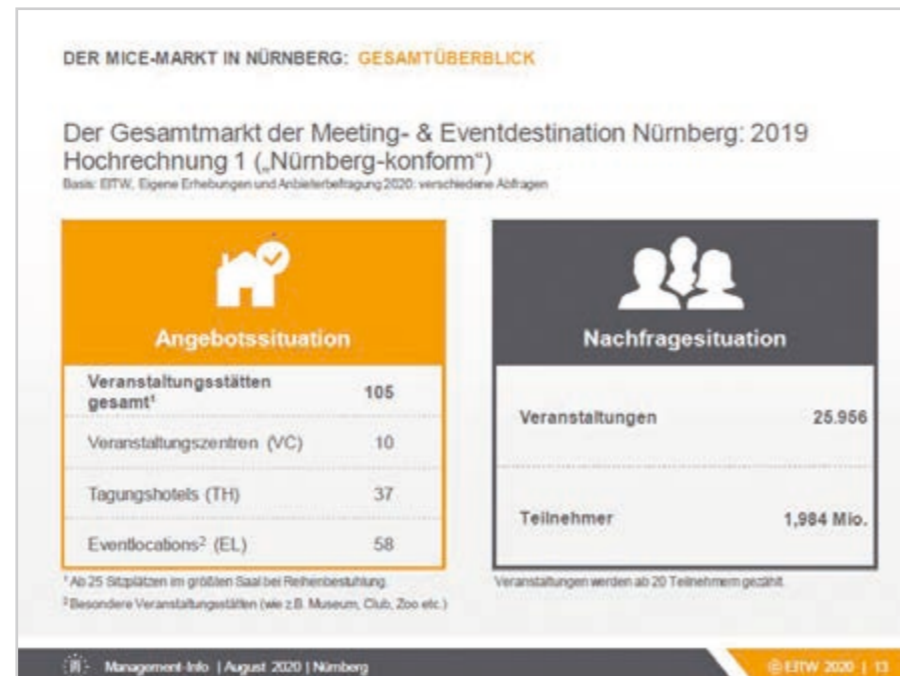 DER MICE-MARKT IN NÜRNBERG: GESAMTÜBERBLICK
Der Gesamtmarkt der Meeting- & Eventdestination Nürnberg: 2019
Hochrechnung 1 („Nürnberg-konform“)
Basis: EITW, Eigene Erhebungen und Anbieterbefragung 2020: verschiedene Abfragen
Angebotssituation
Veranstaltungsstätten
gesamt¹ 105
Veranstaltungszentren (VC) 10
Tagungshotels (TH) 37
Eventlocations² (EL) 58
¹ Ab 25 Sitzplätzen im größten Saal bei Reihenbestuhlung.
² Besondere Veranstaltungsstätten (wie z.B. Museum, Club, Zoo etc.)
Nachfragesituation
Veranstaltungen 25.956
Teilnehmer 1,984 Mio.
Veranstaltungen werden ab 20 Teilnehmern gezählt.
Management-Info | August 2020 | Nürnberg
© EITW 2020 | 13